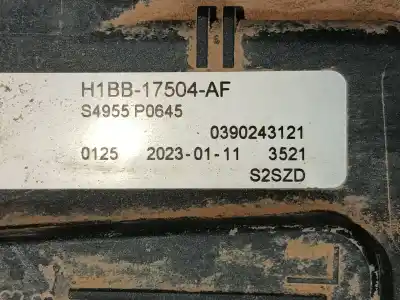 H1BB-17504-AF
S4955 P0645
0390243121
0125 2023-01-11 3521
S2SZD